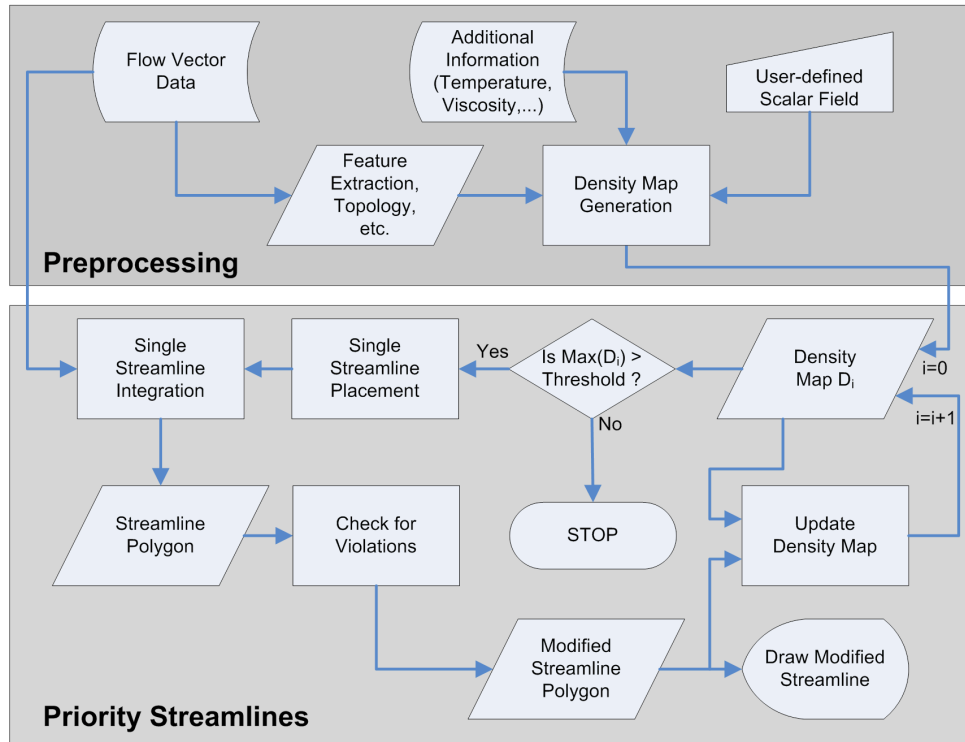 Flow Vector
Data
Additional
Information
(Temperature,
Viscosity,...)
User-defined
Scalar Field
Feature
Extraction,
Topology,
etc.
Density Map
Generation
Preprocessing
Single
Streamline
Integration
Single
Streamline
Placement
Yes
Is Max(Di) >
Threshold ?
No
Density
Map Di
i=0
i=i+1
Streamline
Polygon
Check for
Violations
STOP
Update
Density Map
Modified
Streamline
Polygon
Draw Modified
Streamline
Priority Streamlines